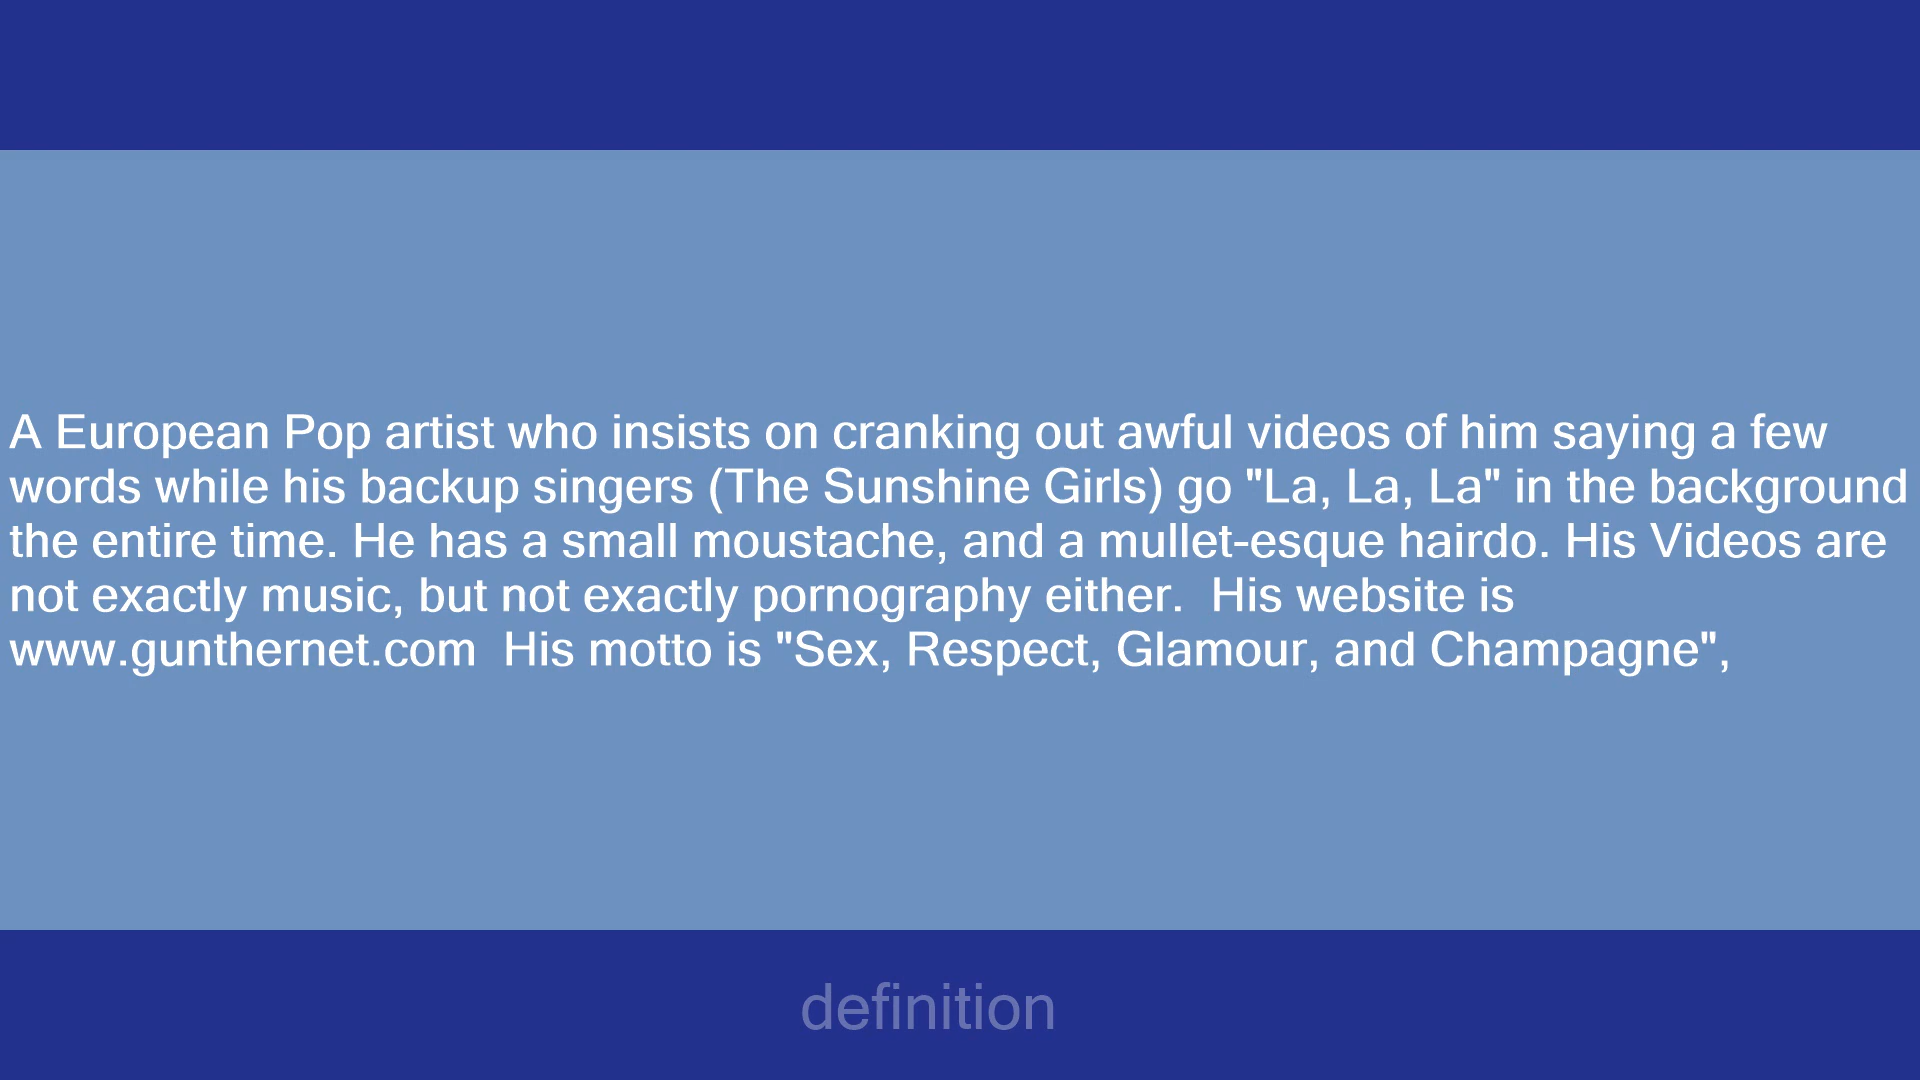 A European Pop artist who insists on cranking out awful videos of him saying a few
words while his backup singers (The Sunshine Girls) go "La, La, La" in the background
the entire time. He has a small moustache, and a mullet-esque hairdo. His Videos are
not exactly music, but not exactly pornography either.  His website is
www.gunthernet.com  His motto is "Sex, Respect, Glamour, and Champagne",
definition